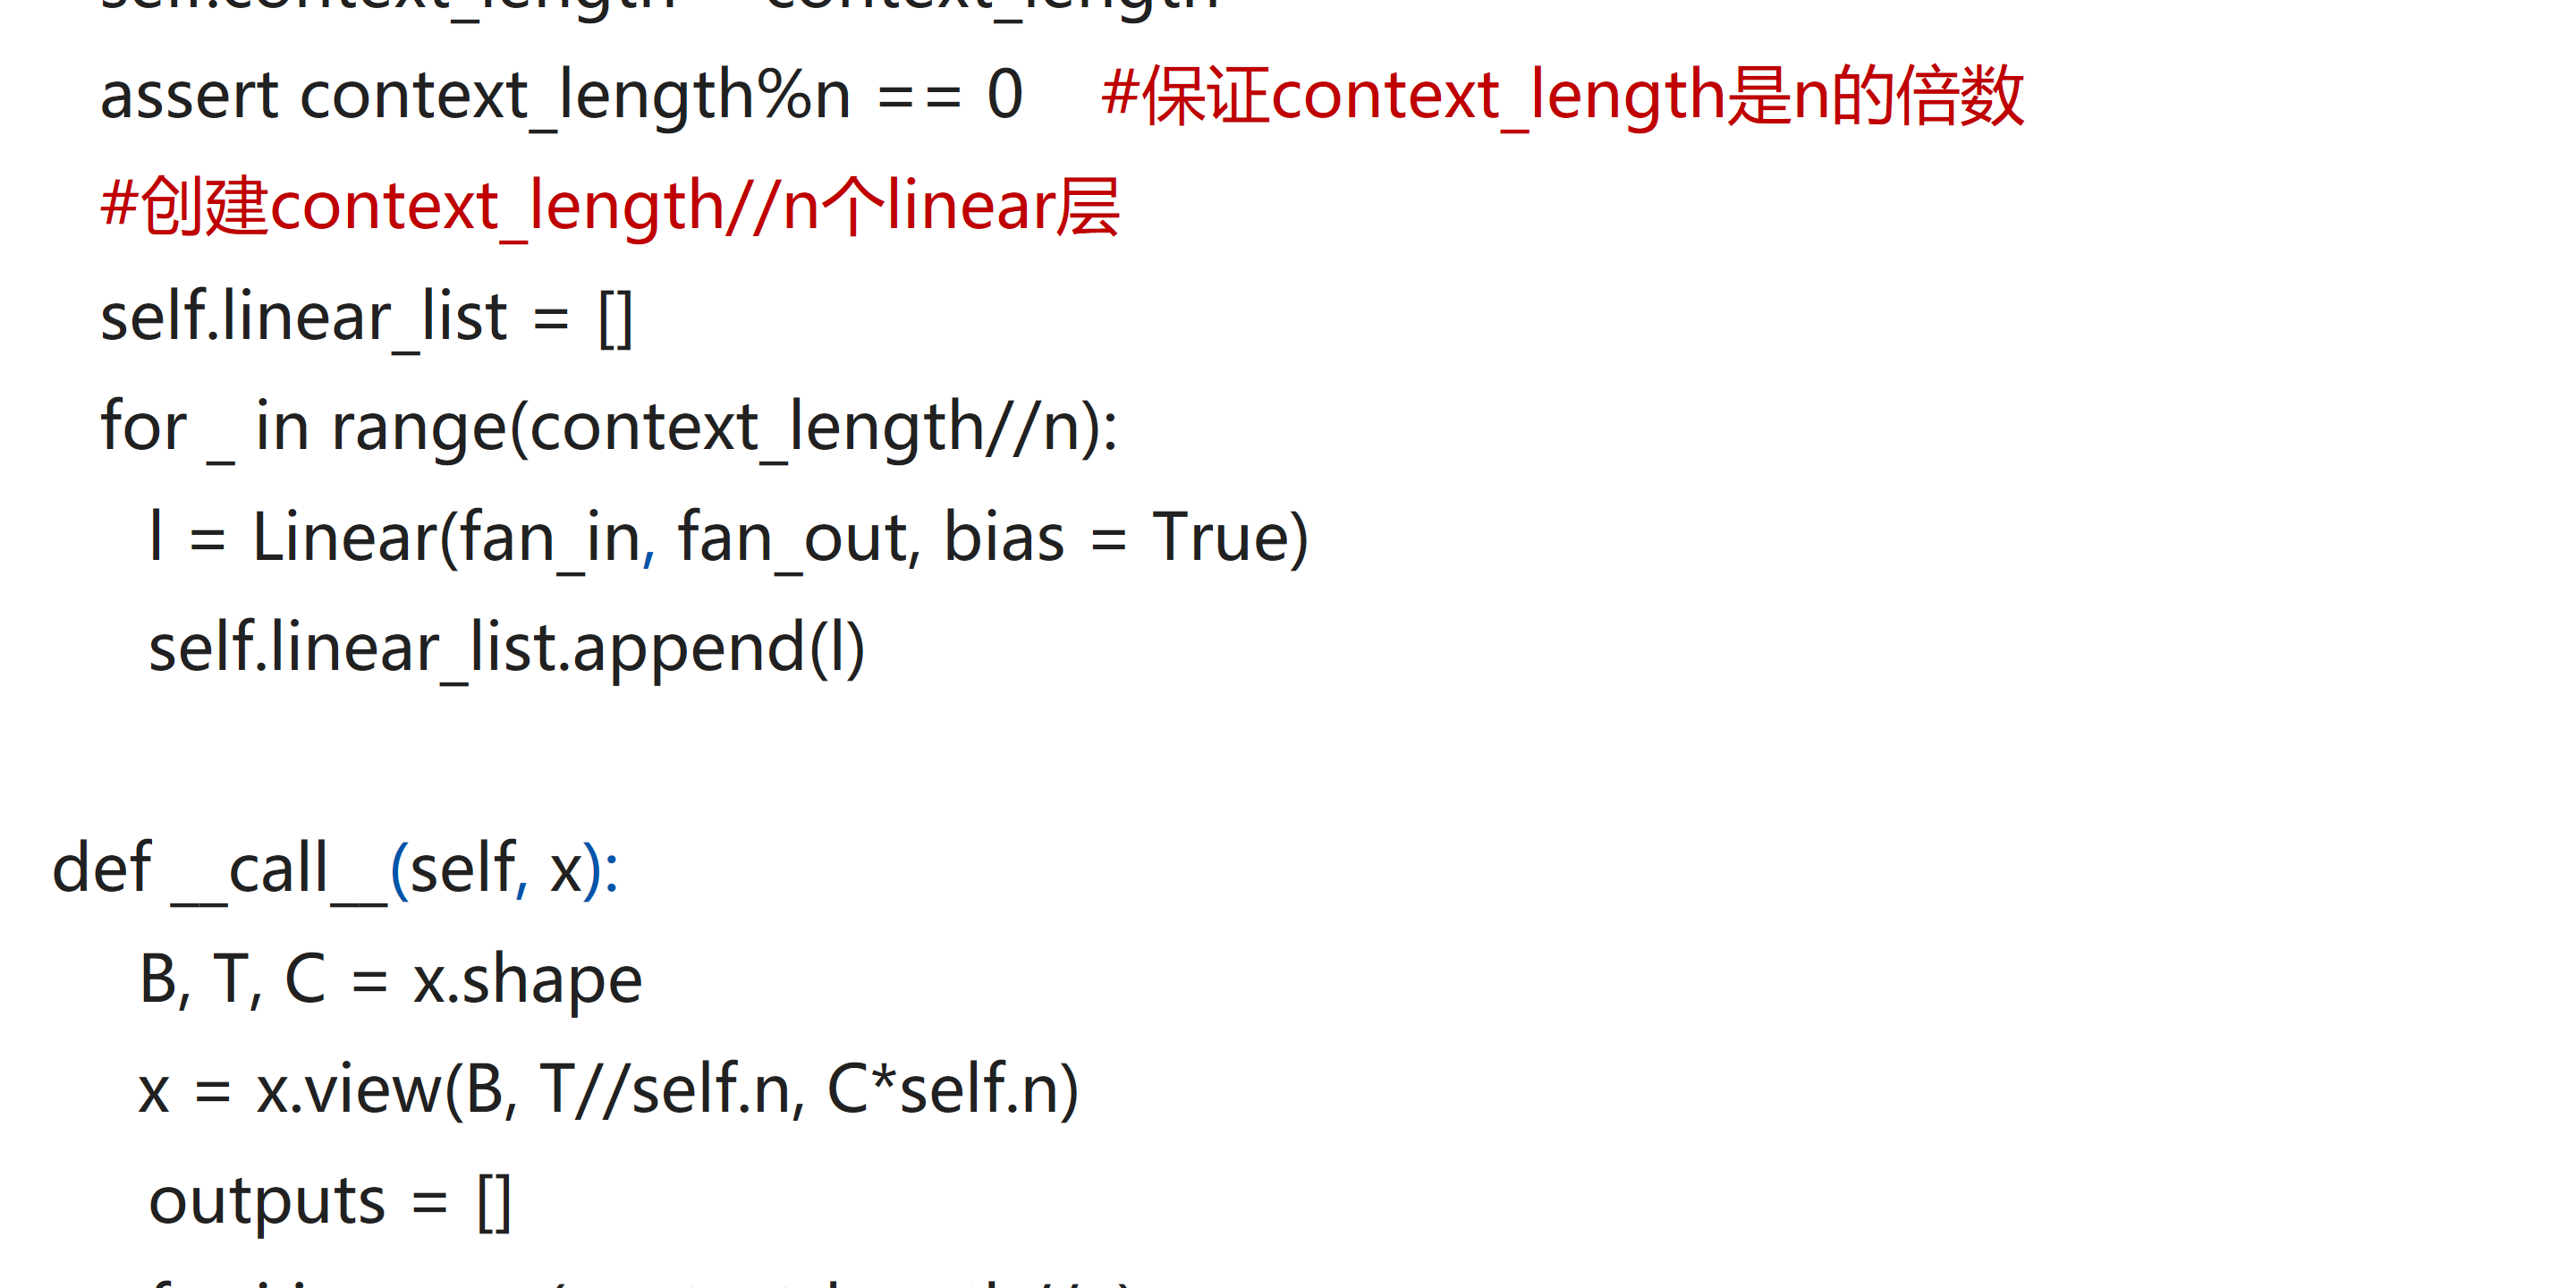 self.context_length = context_length
assert context_length%n == 0    #保证context_length是n的倍数
#创建context_length//n个linear层
self.linear_list = []
for _ in range(context_length//n):
l = Linear(fan_in, fan_out, bias = True)
self.linear_list.append(l)
def __call__(self, x):
B, T, C = x.shape
x = x.view(B, T//self.n, C*self.n)
outputs = []